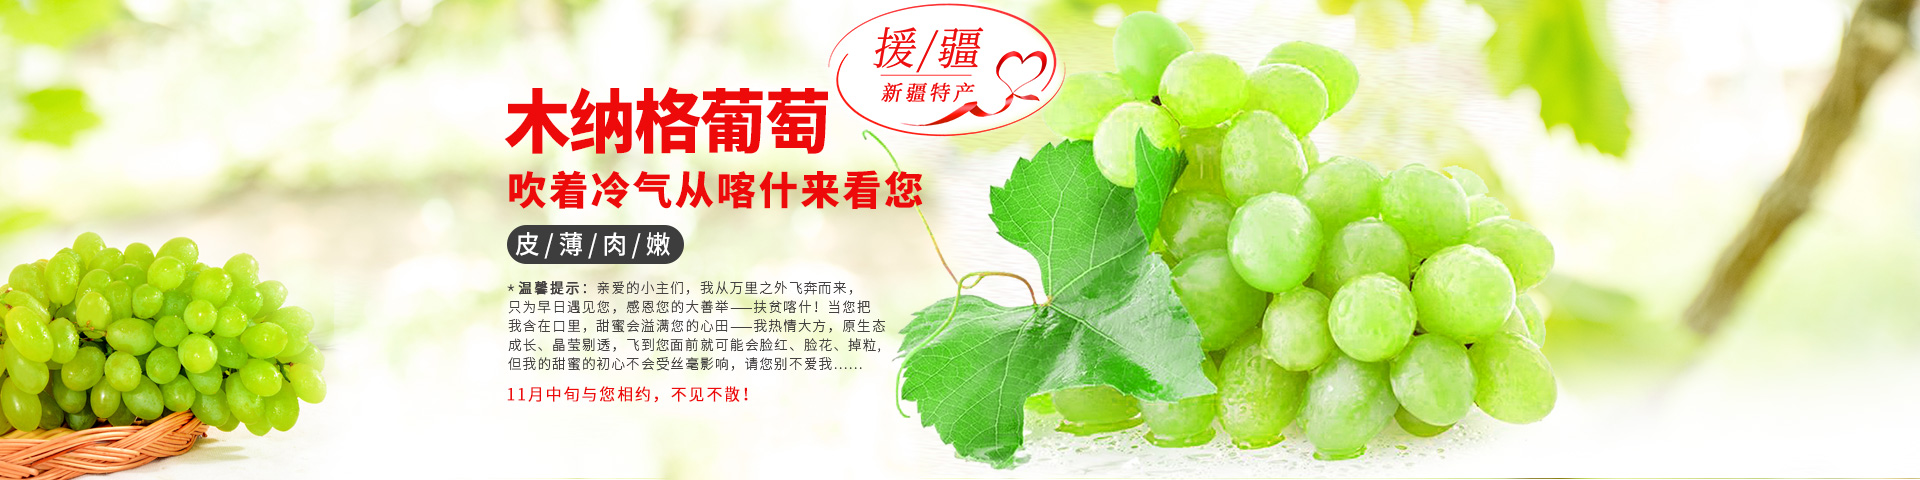 援/疆
新疆特产
木纳格葡萄
吹着冷气从喀什来看您
皮/薄/肉/嫩
*温馨提示：亲爱的小主们，我从万里之外飞奔而来，
只为早日遇见您，感恩您的大善举——扶贫喀什！当您把
我含在口里，甜蜜会溢满您的心田——我热情大方，原生态
成长、晶莹剔透，飞到您面前就可能会脸红、脸花、掉粒，
但我的甜蜜的初心不会受丝毫影响，请您别不爱我……
11月中旬与您相约，不见不散！